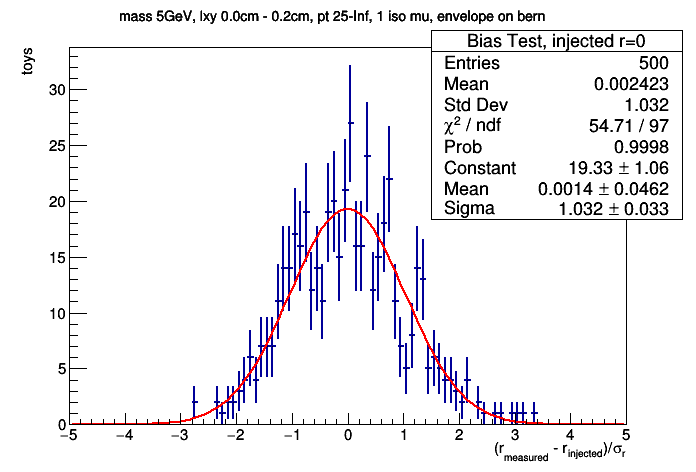 mass 5GeV, lxy 0.0cm - 0.2cm, pt 25-Inf, 1 iso mu, envelope on bern
Bias Test, injected r=0
Entries 500
Mean 0.002423
Std Dev 1.032
χ² / ndf 54.71 / 97
Prob 0.9998
Constant 19.33 ± 1.06
Mean 0.0014 ± 0.0462
Sigma 1.032 ± 0.033
toys
30
25
20
15
10
5
0
−5 −4 −3 −2 −1 0 1 2 3 4 5
(r_measured - r_injected)/σ_r